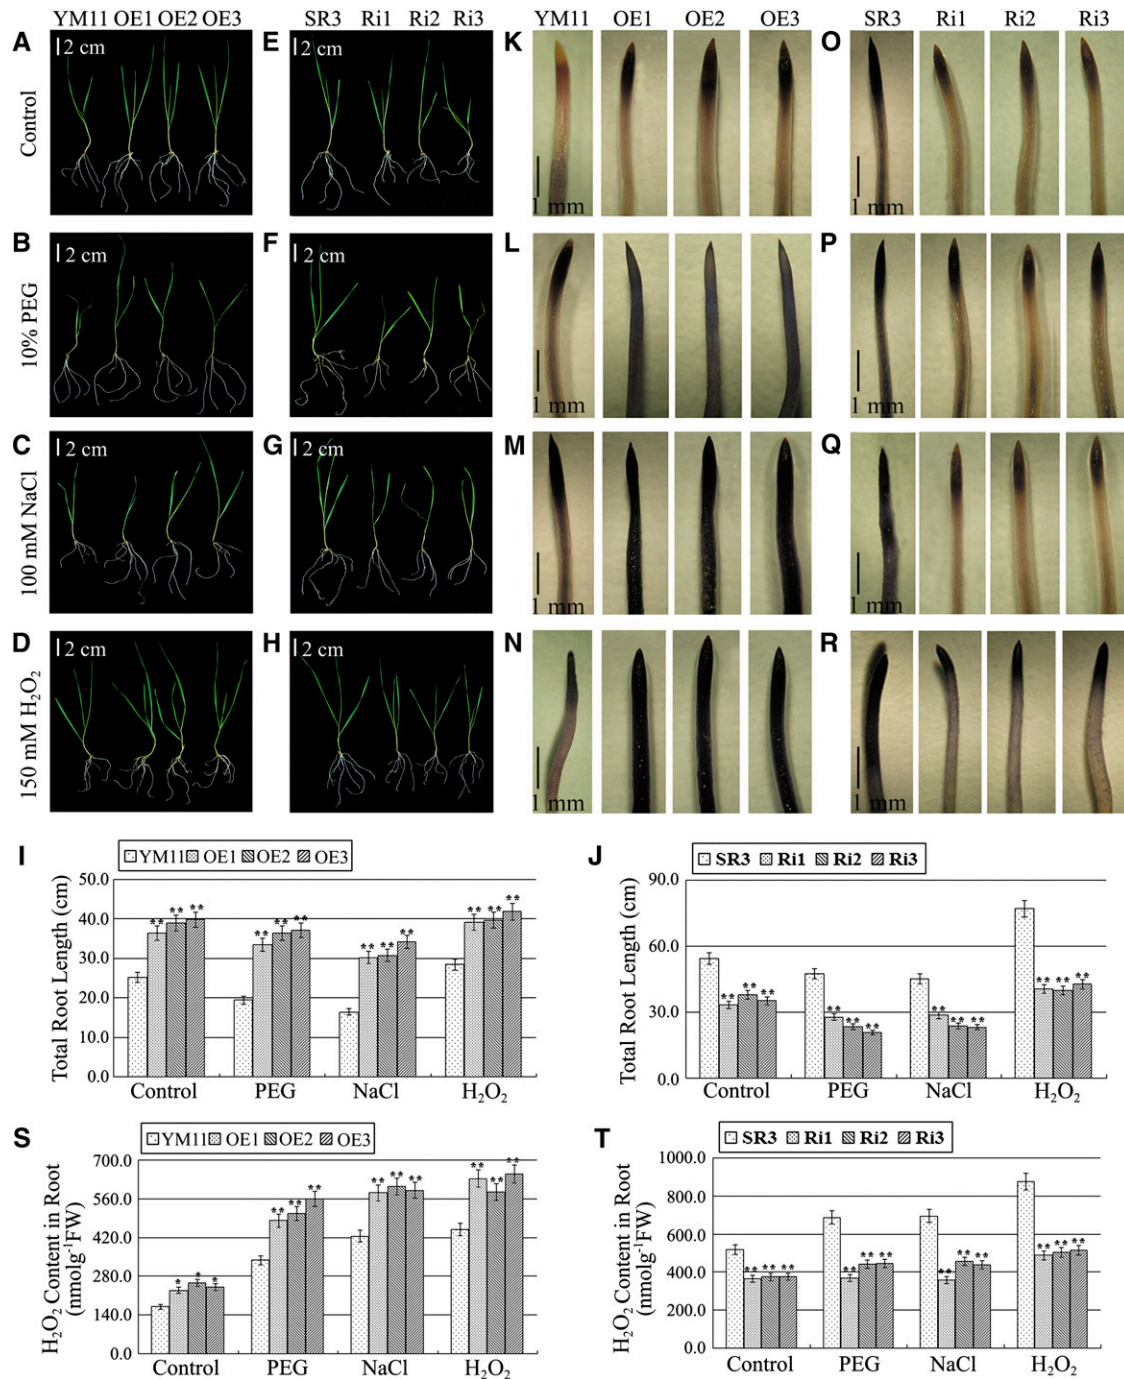 YM11 OE1 OE2 OE3 SR3 Ri1 Ri2 Ri3 YM11 OE1 OE2 OE3 SR3 Ri1 Ri2 Ri3
A 2 cm E 2 cm K O
Control
1 mm 1 mm
B 2 cm F 2 cm L P
10% PEG
1 mm 1 mm
C 2 cm G 2 cm M Q
100 mM NaCl
1 mm 1 mm
D 2 cm H 2 cm N R
150 mM H₂O₂
1 mm 1 mm
I
YM11 OE1 OE2 OE3
Total Root Length (cm)
50.0
40.0
30.0
20.0
10.0
0.0
** ** ** ** ** ** ** ** ** ** ** **
Control PEG NaCl H₂O₂
J
SR3 Ri1 Ri2 Ri3
Total Root Length (cm)
90.0
60.0
30.0
0.0
** ** ** ** ** ** ** ** ** ** ** **
Control PEG NaCl H₂O₂
S
YM11 OE1 OE2 OE3
H₂O₂ Content in Root
(nmolg⁻¹FW)
700.0
560.0
420.0
280.0
140.0
0.0
* * * ** ** ** ** ** ** ** ** **
Control PEG NaCl H₂O₂
T
SR3 Ri1 Ri2 Ri3
H₂O₂ Content in Root
(nmolg⁻¹FW)
1000.0
800.0
600.0
400.0
200.0
0.0
** ** ** ** ** ** ** ** ** ** ** **
Control PEG NaCl H₂O₂